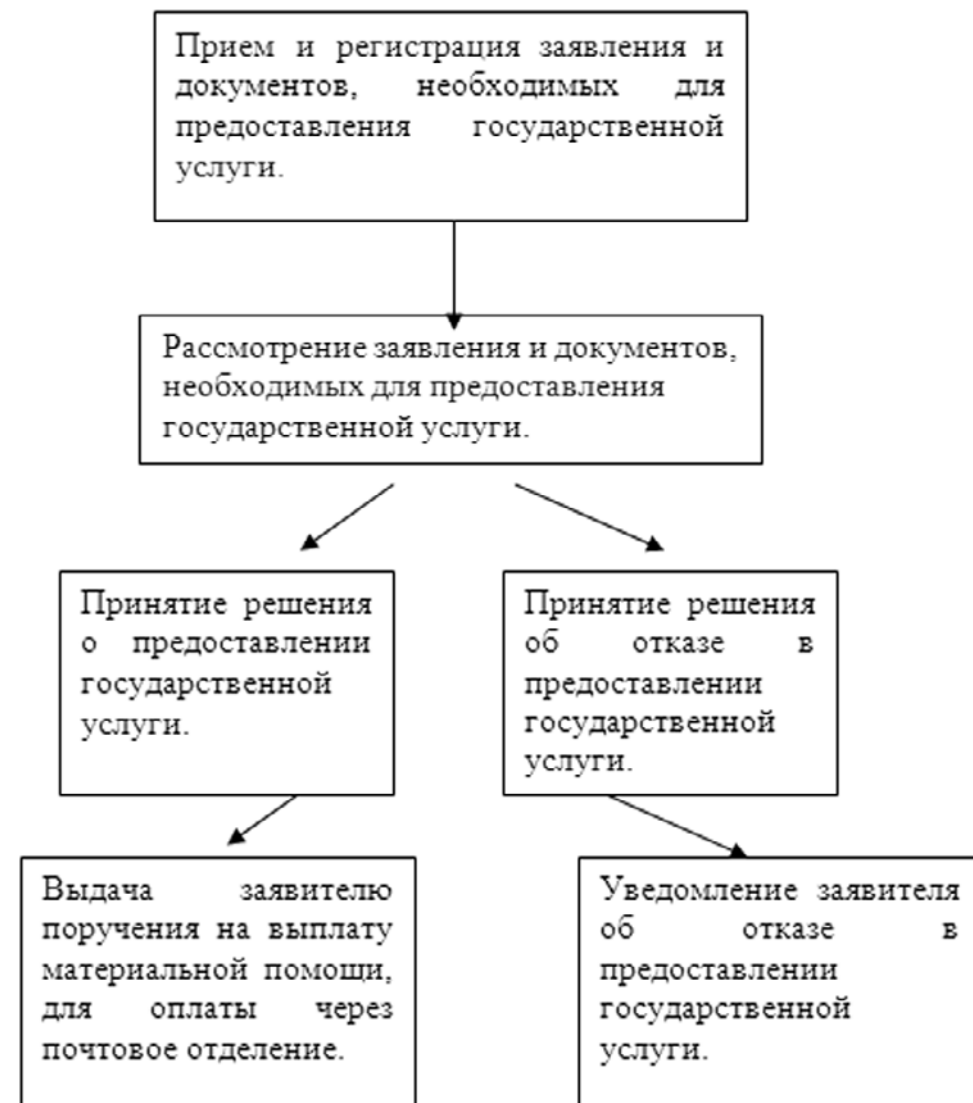 Прием и регистрация заявления и
документов, необходимых для
предоставления государственной
услуги.
Рассмотрение заявления и документов,
необходимых для предоставления
государственной услуги.
Принятие решения
о предоставлении
государственной
услуги.
Принятие решения
об отказе в
предоставлении
государственной
услуги.
Выдача заявителю
поручения на выплату
материальной помощи,
для оплаты через
почтовое отделение.
Уведомление заявителя
об отказе в
предоставлении
государственной
услуги.